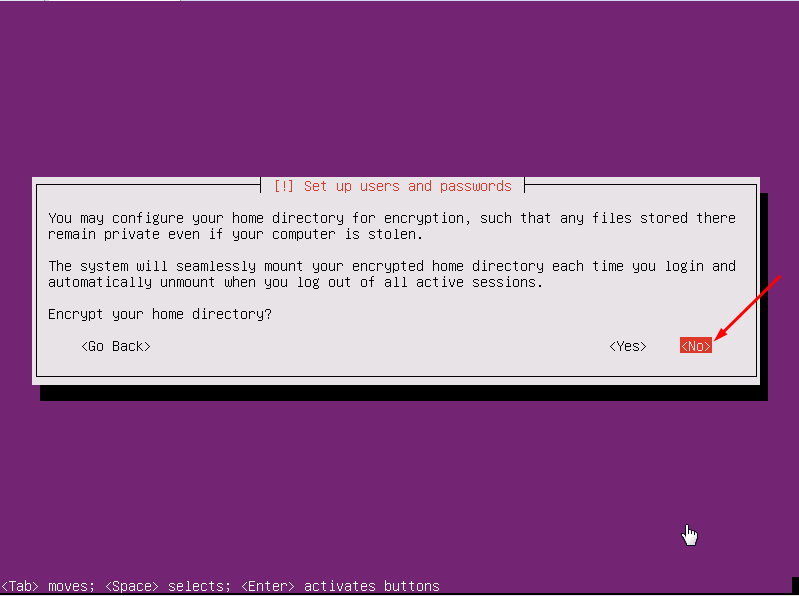 [!] Set up users and passwords
You may configure your home directory for encryption, such that any files stored there
remain private even if your computer is stolen.
The system will seamlessly mount your encrypted home directory each time you login and
automatically unmount when you log out of all active sessions.
Encrypt your home directory?
<Go Back> <Yes> <No>
<Tab> moves; <Space> selects; <Enter> activates buttons